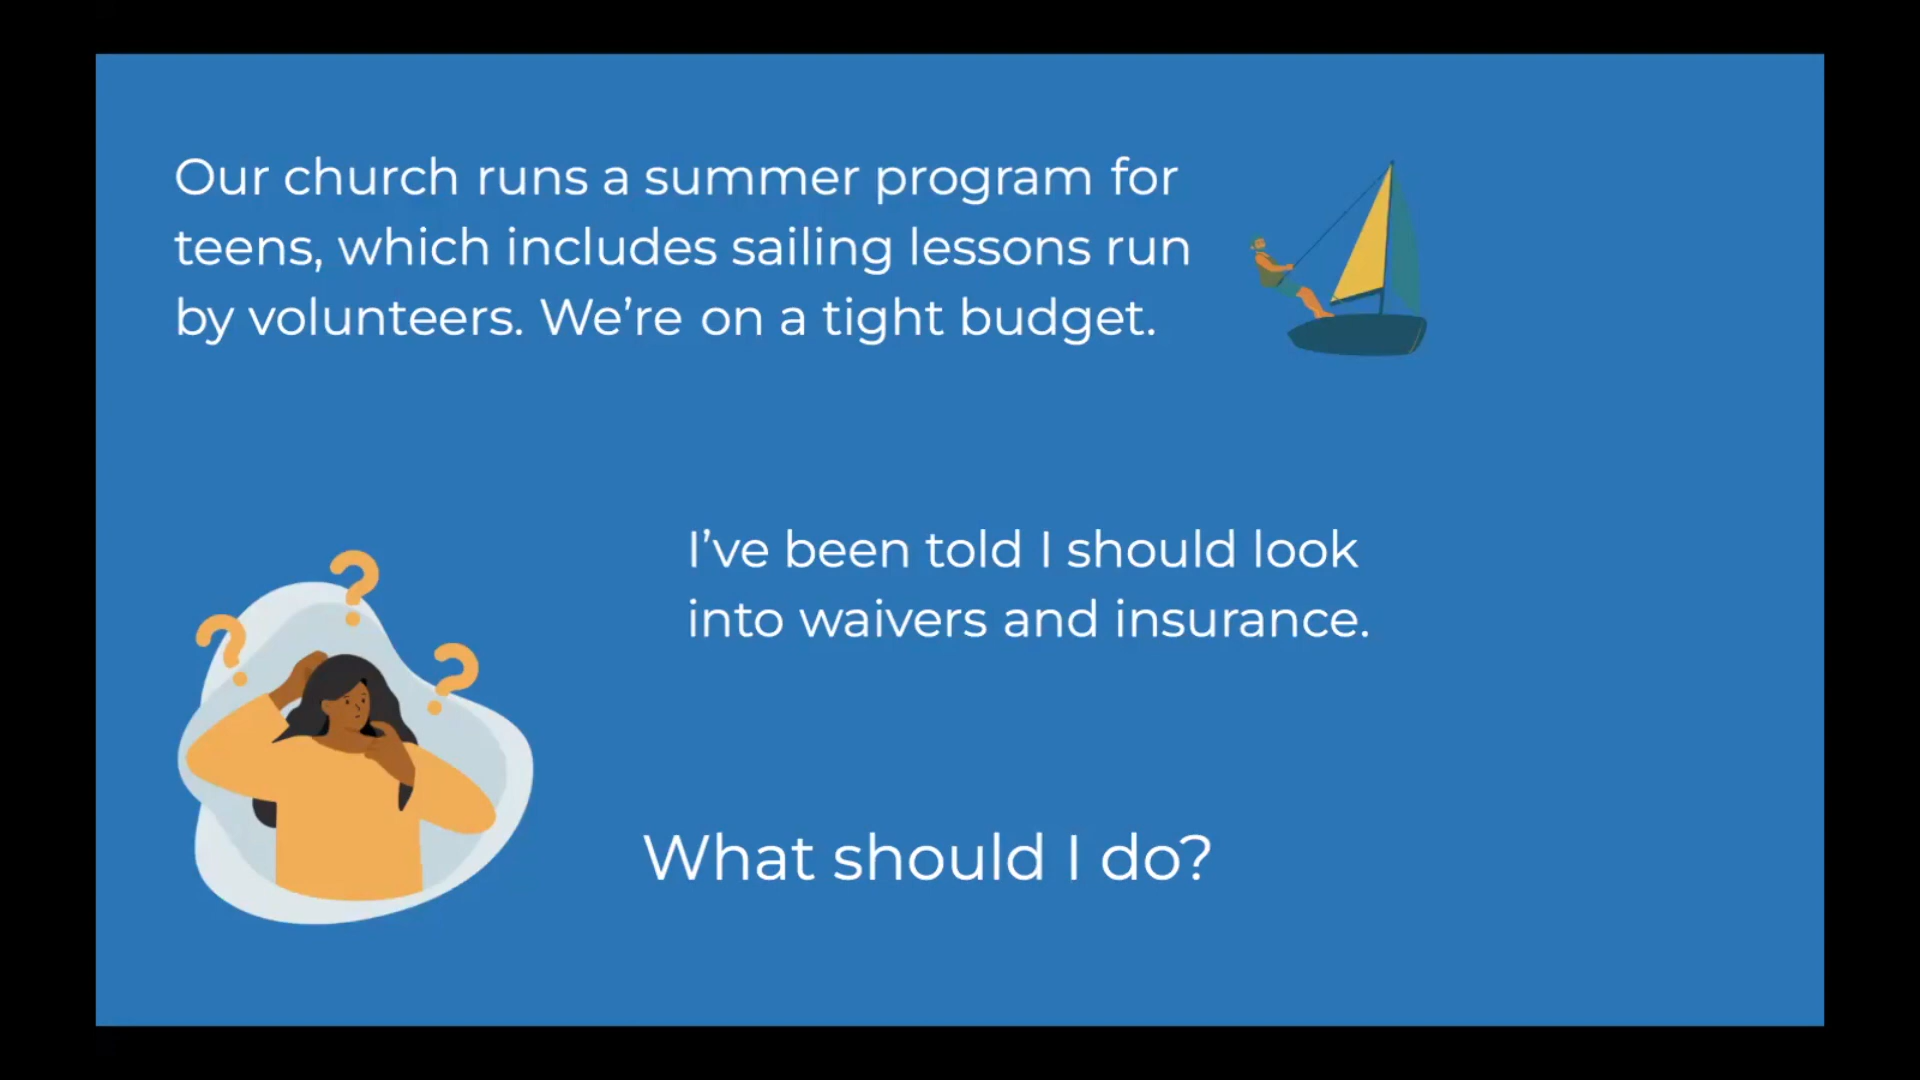 Our church runs a summer program for
teens, which includes sailing lessons run
by volunteers. We’re on a tight budget.
I’ve been told I should look
into waivers and insurance.
What should I do?